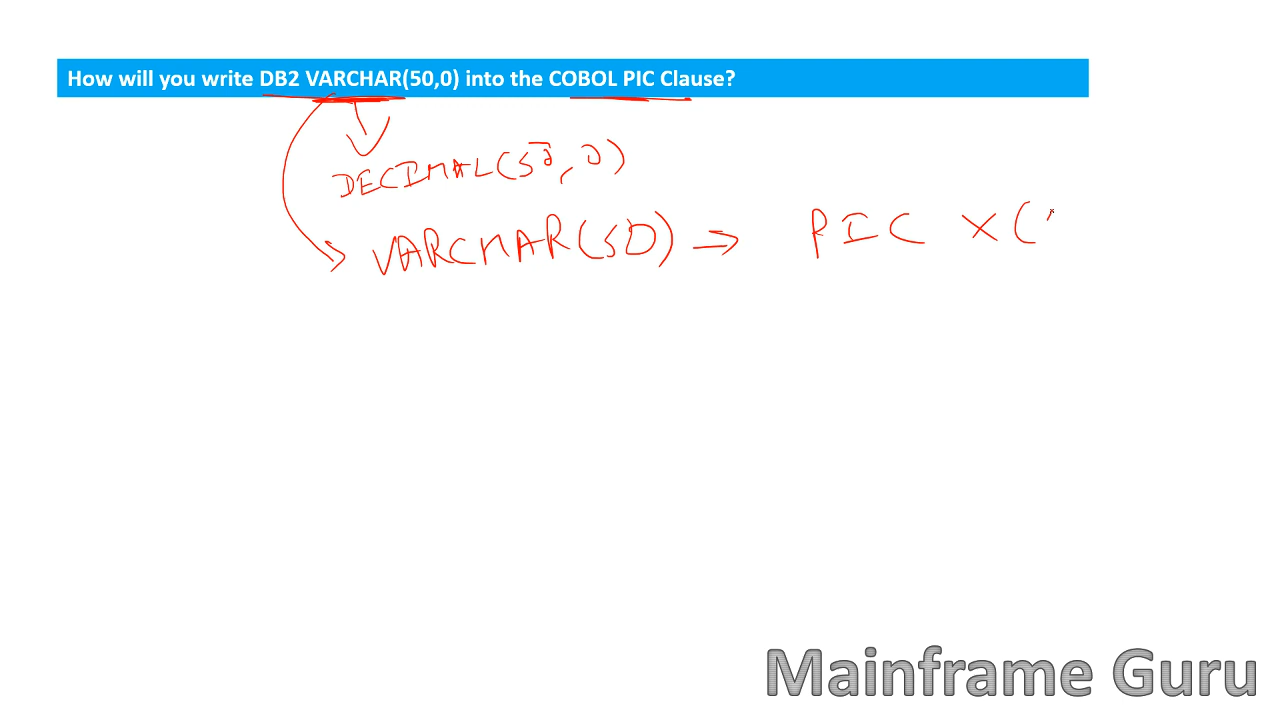 How will you write DB2 VARCHAR(50,0) into the COBOL PIC Clause?
DECIMAL(50,0)
VARCHAR(50) → PIC X(
Mainframe Guru